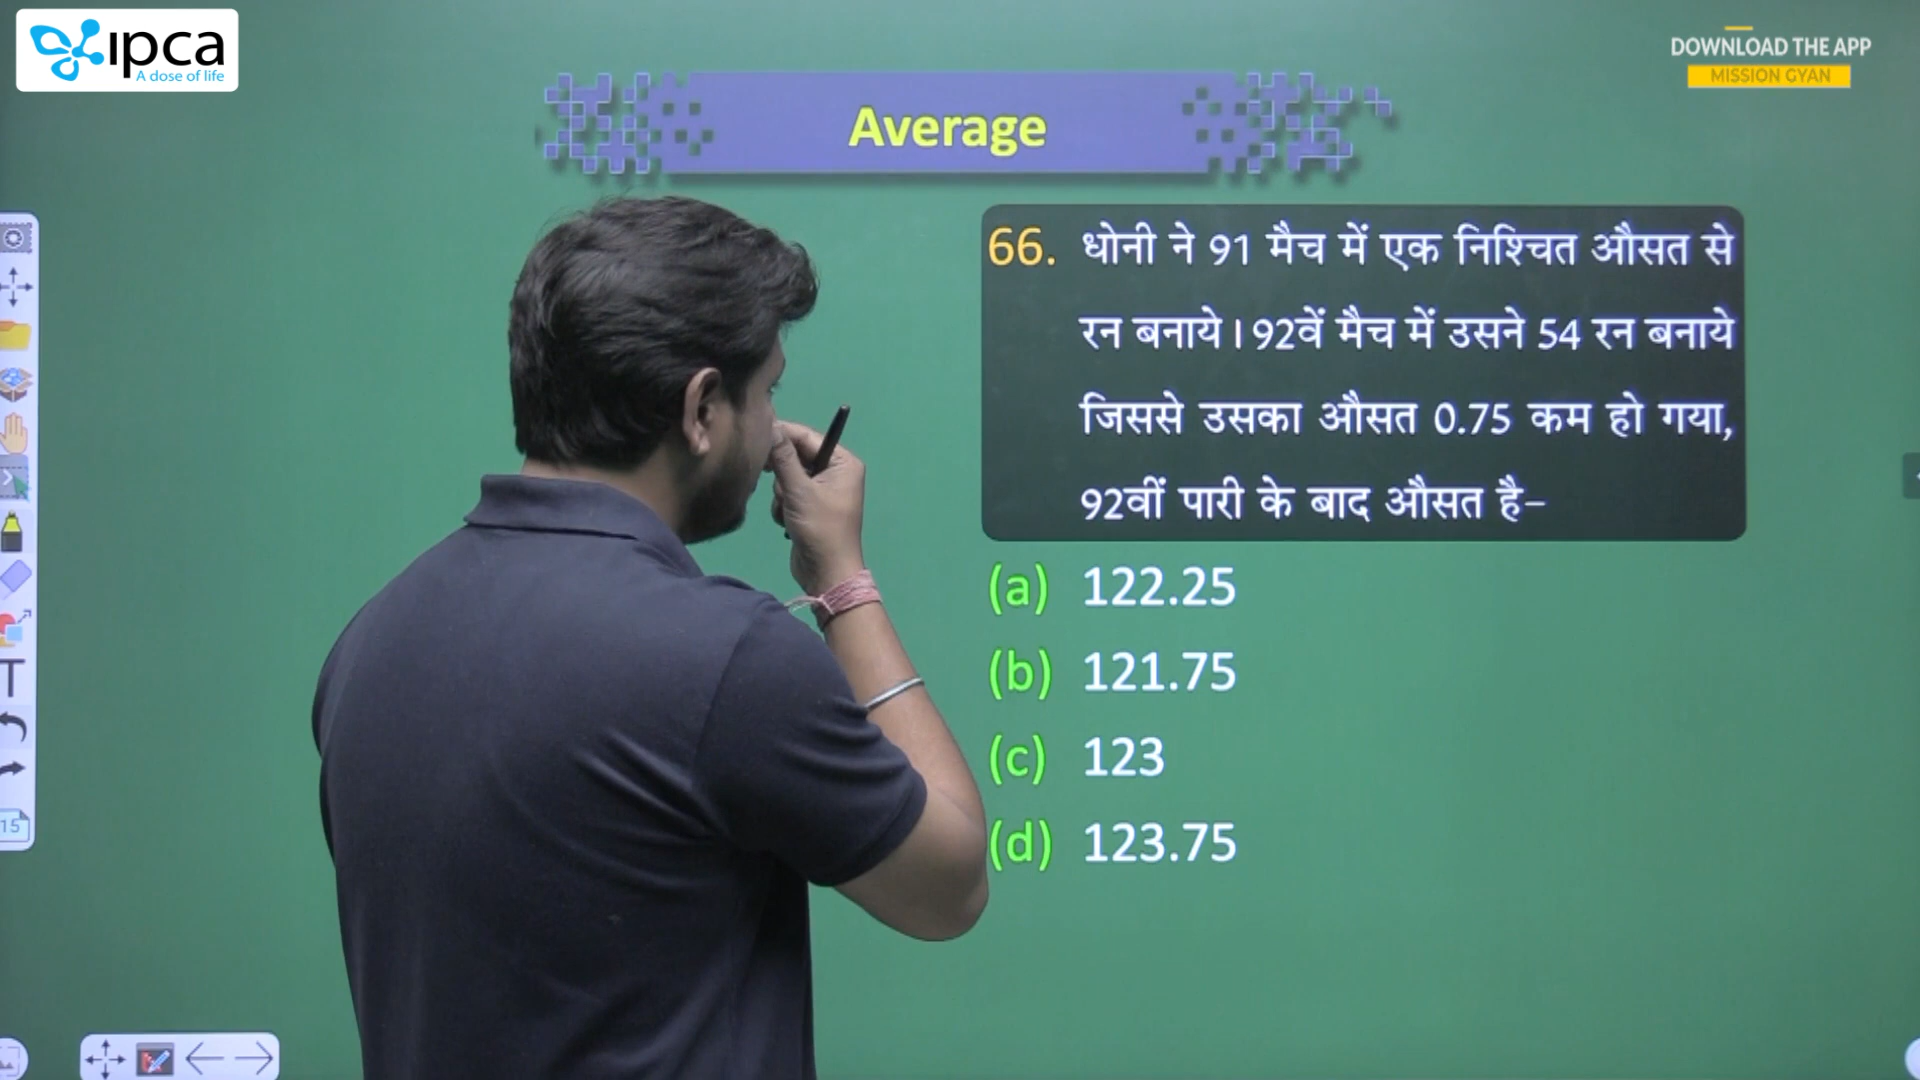 ipca
A dose of life
DOWNLOAD THE APP
MISSION GYAN
Average
66. धोनी ने 91 मैच में एक निश्चित औसत से
रन बनाये। 92वें मैच में उसने 54 रन बनाये
जिससे उसका औसत 0.75 कम हो गया,
92वीं पारी के बाद औसत है–
(a) 122.25
(b) 121.75
(c) 123
(d) 123.75
T
15